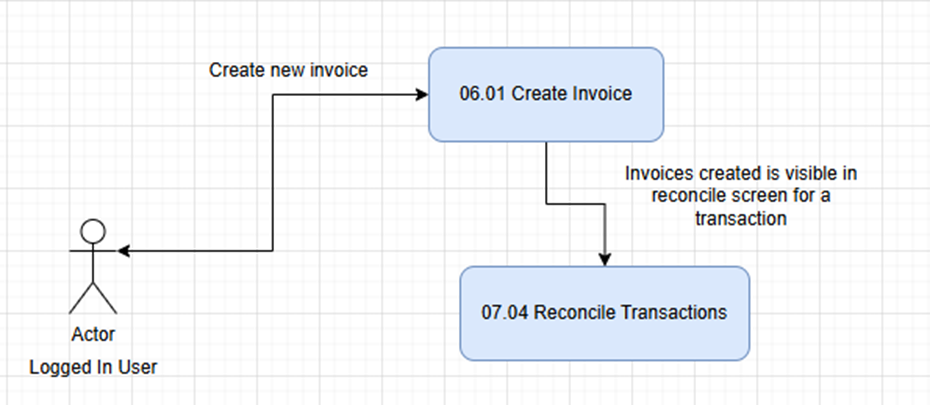 Create new invoice
06.01 Create Invoice
Invoices created is visible in
reconcile screen for a
transaction
07.04 Reconcile Transactions
Actor
Logged In User